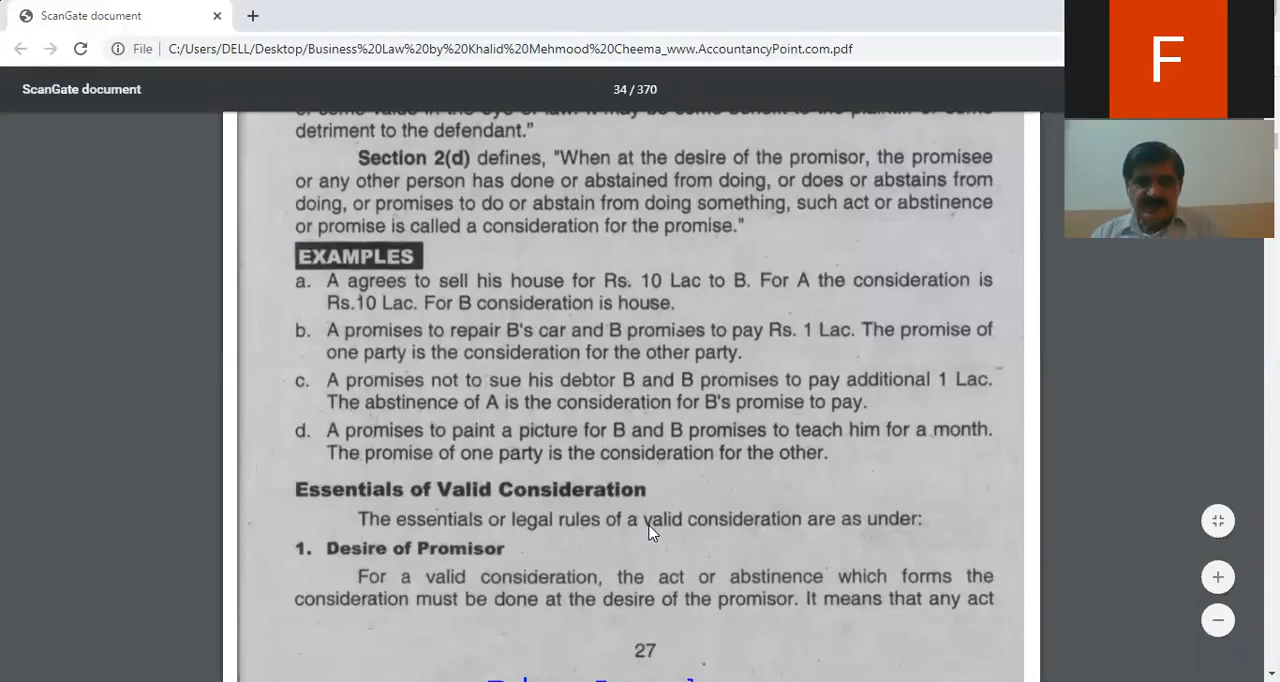 ScanGate document
File
C:/Users/DELL/Desktop/Business%20Law%20by%20Khalid%20Mehmood%20Cheema_www.AccountancyPoint.com.pdf
F
ScanGate document
34 / 370
detriment to the defendant."
Section 2(d) defines, "When at the desire of the promisor, the promisee
or any other person has done or abstained from doing, or does or abstains from
doing, or promises to do or abstain from doing something, such act or abstinence
or promise is called a consideration for the promise."
EXAMPLES
a. A agrees to sell his house for Rs. 10 Lac to B. For A the consideration is
Rs.10 Lac. For B consideration is house.
b. A promises to repair B's car and B promises to pay Rs. 1 Lac. The promise of
one party is the consideration for the other party.
c. A promises not to sue his debtor B and B promises to pay additional 1 Lac.
The abstinence of A is the consideration for B's promise to pay.
d. A promises to paint a picture for B and B promises to teach him for a month.
The promise of one party is the consideration for the other.
Essentials of Valid Consideration
The essentials or legal rules of a valid consideration are as under:
1. Desire of Promisor
For a valid consideration, the act or abstinence which forms the
consideration must be done at the desire of the promisor. It means that any act
27